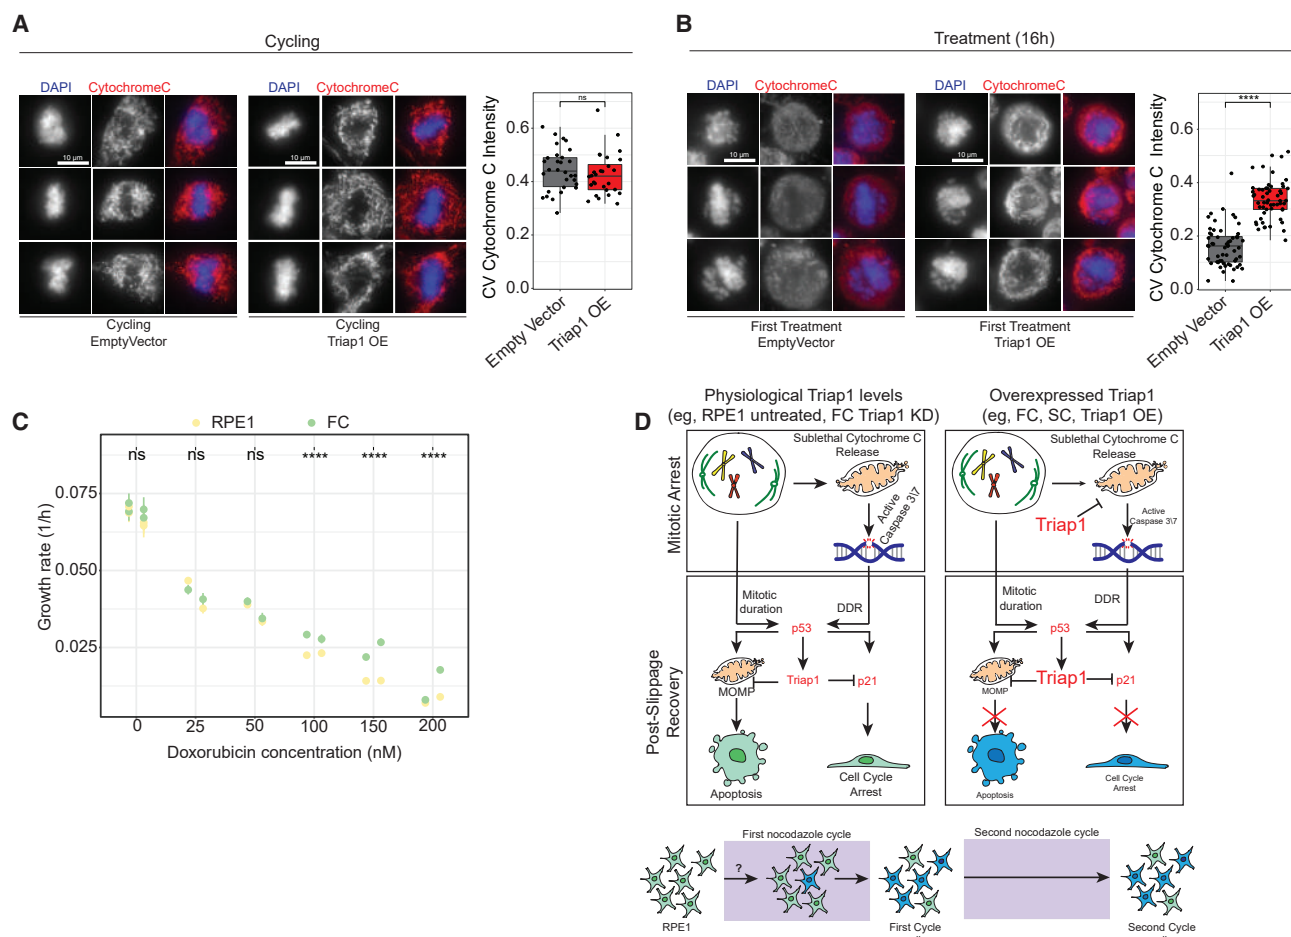 A
Cycling
DAPI
CytochromeC
DAPI
CytochromeC
10 μm
10 μm
Cycling
EmptyVector
Cycling
Triap1 OE
CV Cytochrome C Intensity
0.6
0.4
0.2
0.0
ns
Empty Vector
Triap1 OE
B
Treatment (16h)
DAPI
CytochromeC
DAPI
CytochromeC
10 μm
10 μm
First Treatment
EmptyVector
First Treatment
Triap1 OE
CV Cytochrome C Intensity
0.6
0.4
0.2
0.0
****
Empty Vector
Triap1 OE
C
RPE1
FC
ns
ns
ns
****
****
****
Growth rate (1/h)
0.075
0.050
0.025
0
25
50
100
150
200
Doxorubicin concentration (nM)
D
Physiological Triap1 levels
(eg, RPE1 untreated, FC Triap1 KD)
Overexpressed Triap1
(eg, FC, SC, Triap1 OE)
Mitotic Arrest
Sublethal Cytochrome C
Release
Active
Caspase 3\7
Sublethal Cytochrome C
Release
Triap1
Active
Caspase 3\7
Post-Slippage
Recovery
Mitotic
duration
DDR
p53
MOMP
Triap1
p21
Apoptosis
Cell Cycle
Arrest
Mitotic
duration
DDR
p53
MOMP
Triap1
p21
Apoptosis
Cell Cycle
Arrest
First nocodazole cycle
Second nocodazole cycle
?
RPE1
First Cycle
Second Cycle